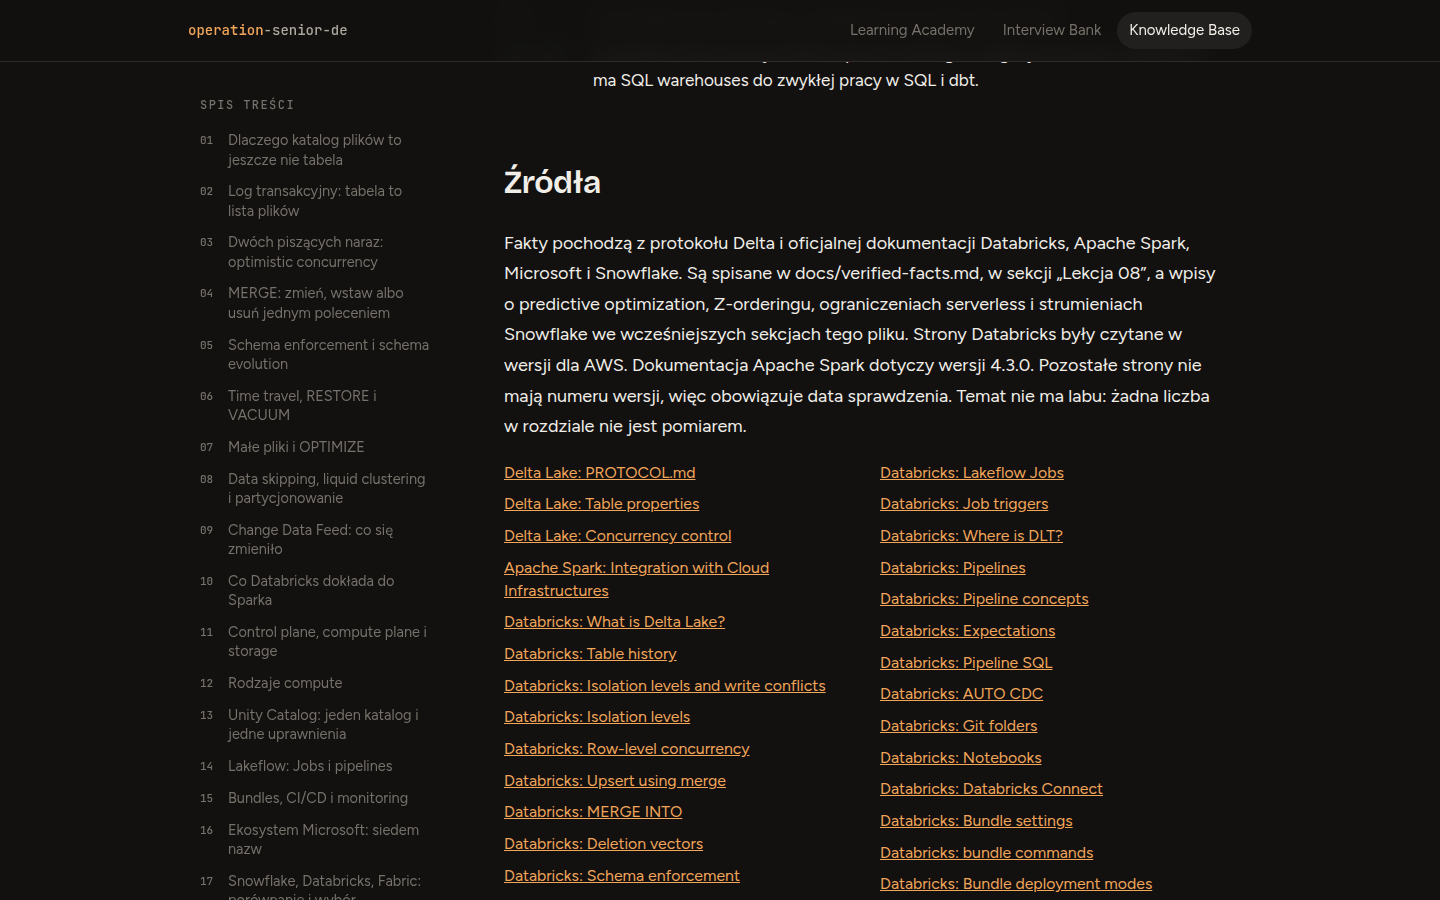 operation-senior-de
Learning Academy
Interview Bank
Knowledge Base
SPIS TREŚCI
01 Dlaczego katalog plików to
jeszcze nie tabela
02 Log transakcyjny: tabela to
lista plików
03 Dwóch piszących naraz:
optimistic concurrency
04 MERGE: zmień, wstaw albo
usuń jednym poleceniem
05 Schema enforcement i schema
evolution
06 Time travel, RESTORE i
VACUUM
07 Małe pliki i OPTIMIZE
08 Data skipping, liquid clustering
i partycjonowanie
09 Change Data Feed: co się
zmieniło
10 Co Databricks dokłada do
Sparka
11 Control plane, compute plane i
storage
12 Rodzaje compute
13 Unity Catalog: jeden katalog i
jedne uprawnienia
14 Lakeflow: Jobs i pipelines
15 Bundles, CI/CD i monitoring
16 Ekosystem Microsoft: siedem
nazw
17 Snowflake, Databricks, Fabric:
porównanie i wybór
ma SQL warehouses do zwykłej pracy w SQL i dbt.
Źródła
Fakty pochodzą z protokołu Delta i oficjalnej dokumentacji Databricks, Apache Spark,
Microsoft i Snowflake. Są spisane w docs/verified-facts.md, w sekcji „Lekcja 08”, a wpisy
o predictive optimization, Z-orderingu, ograniczeniach serverless i strumieniach
Snowflake we wcześniejszych sekcjach tego pliku. Strony Databricks były czytane w
wersji dla AWS. Dokumentacja Apache Spark dotyczy wersji 4.3.0. Pozostałe strony nie
mają numeru wersji, więc obowiązuje data sprawdzenia. Temat nie ma labu: żadna liczba
w rozdziale nie jest pomiarem.
Delta Lake: PROTOCOL.md
Delta Lake: Table properties
Delta Lake: Concurrency control
Apache Spark: Integration with Cloud
Infrastructures
Databricks: What is Delta Lake?
Databricks: Table history
Databricks: Isolation levels and write conflicts
Databricks: Isolation levels
Databricks: Row-level concurrency
Databricks: Upsert using merge
Databricks: MERGE INTO
Databricks: Deletion vectors
Databricks: Schema enforcement
Databricks: Lakeflow Jobs
Databricks: Job triggers
Databricks: Where is DLT?
Databricks: Pipelines
Databricks: Pipeline concepts
Databricks: Expectations
Databricks: Pipeline SQL
Databricks: AUTO CDC
Databricks: Git folders
Databricks: Notebooks
Databricks: Databricks Connect
Databricks: Bundle settings
Databricks: bundle commands
Databricks: Bundle deployment modes